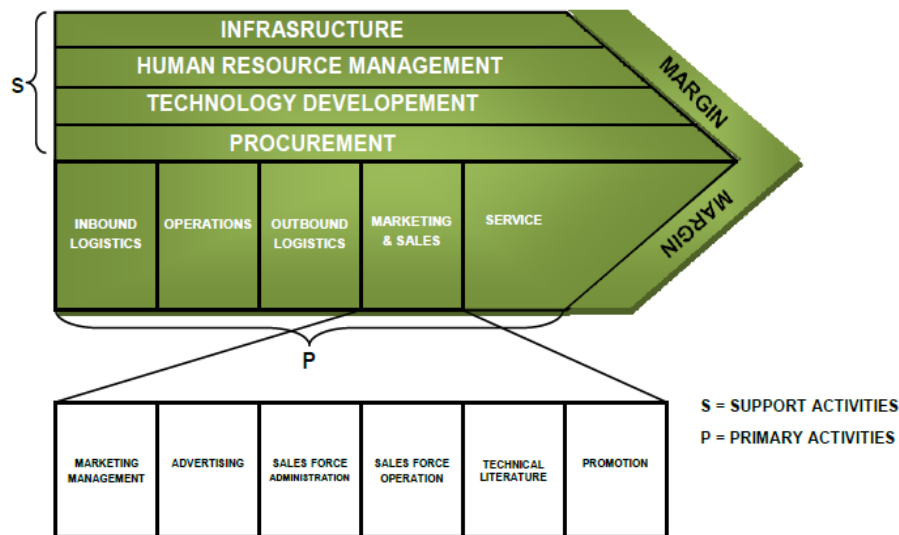 INFRASRUCTURE
HUMAN RESOURCE MANAGEMENT
TECHNOLOGY DEVELOPEMENT
PROCUREMENT
S
MARGIN
MARGIN
INBOUND
LOGISTICS
OPERATIONS
OUTBOUND
LOGISTICS
MARKETING
& SALES
SERVICE
P
MARKETING
MANAGEMENT
ADVERTISING
SALES FORCE
ADMINISTRATION
SALES FORCE
OPERATION
TECHNICAL
LITERATURE
PROMOTION
S = SUPPORT ACTIVITIES
P = PRIMARY ACTIVITIES